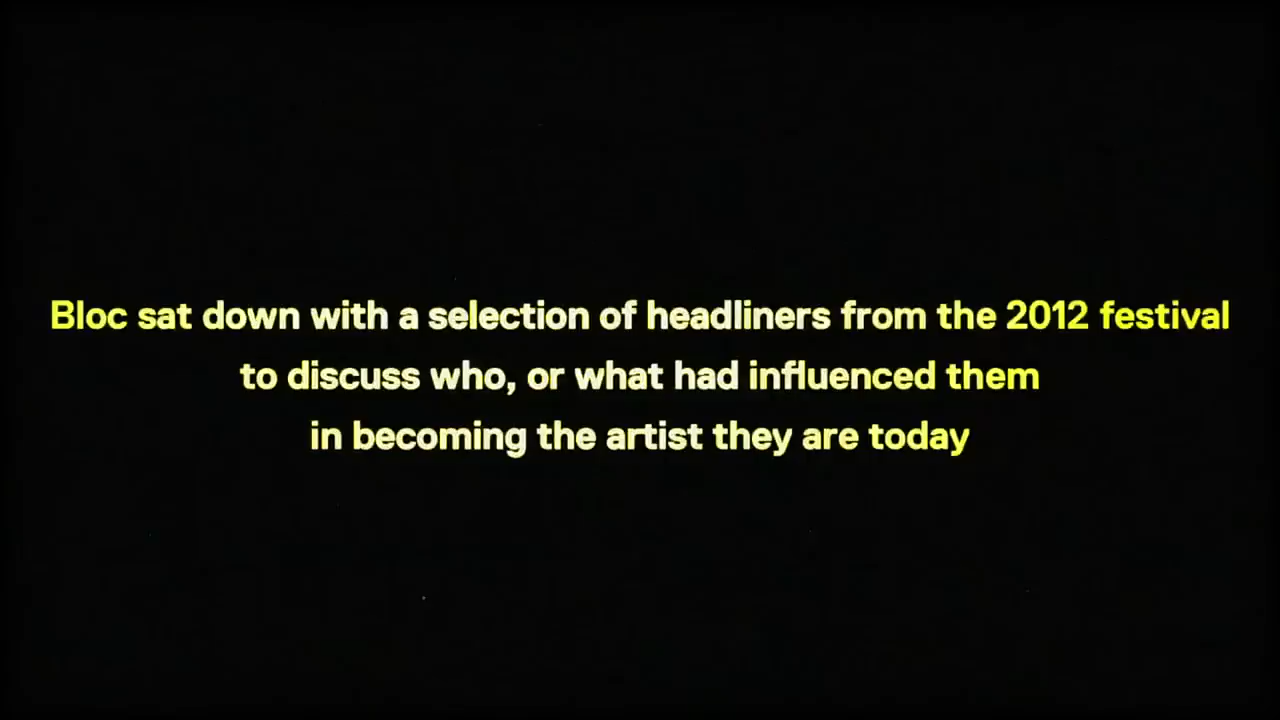 Bloc sat down with a selection of headliners from the 2012 festival
to discuss who, or what had influenced them
in becoming the artist they are today